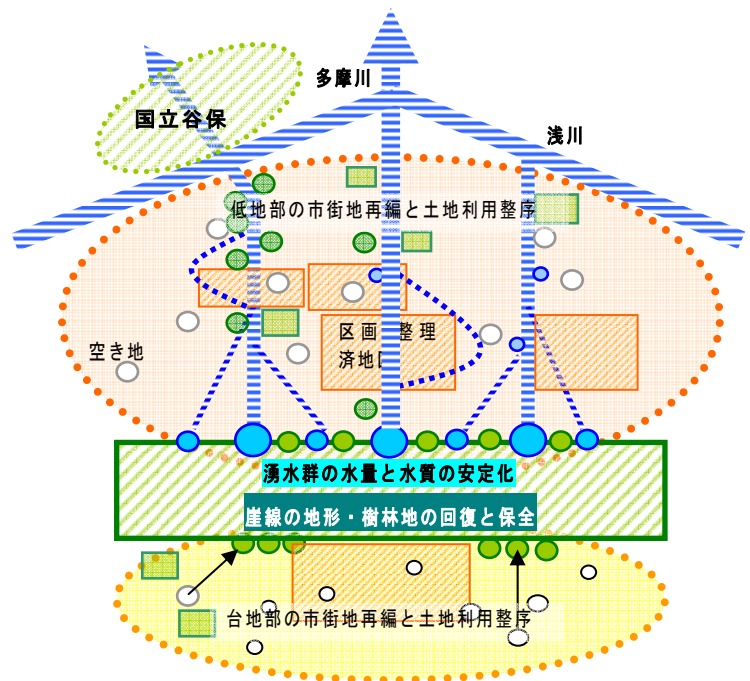 多摩川
国立谷保
浅川
低地部の市街地再編と土地利用整序
区画整理
済地区
空き地
湧水群の水量と水質の安定化
崖線の地形・樹林地の回復と保全
台地部の市街地再編と土地利用整序